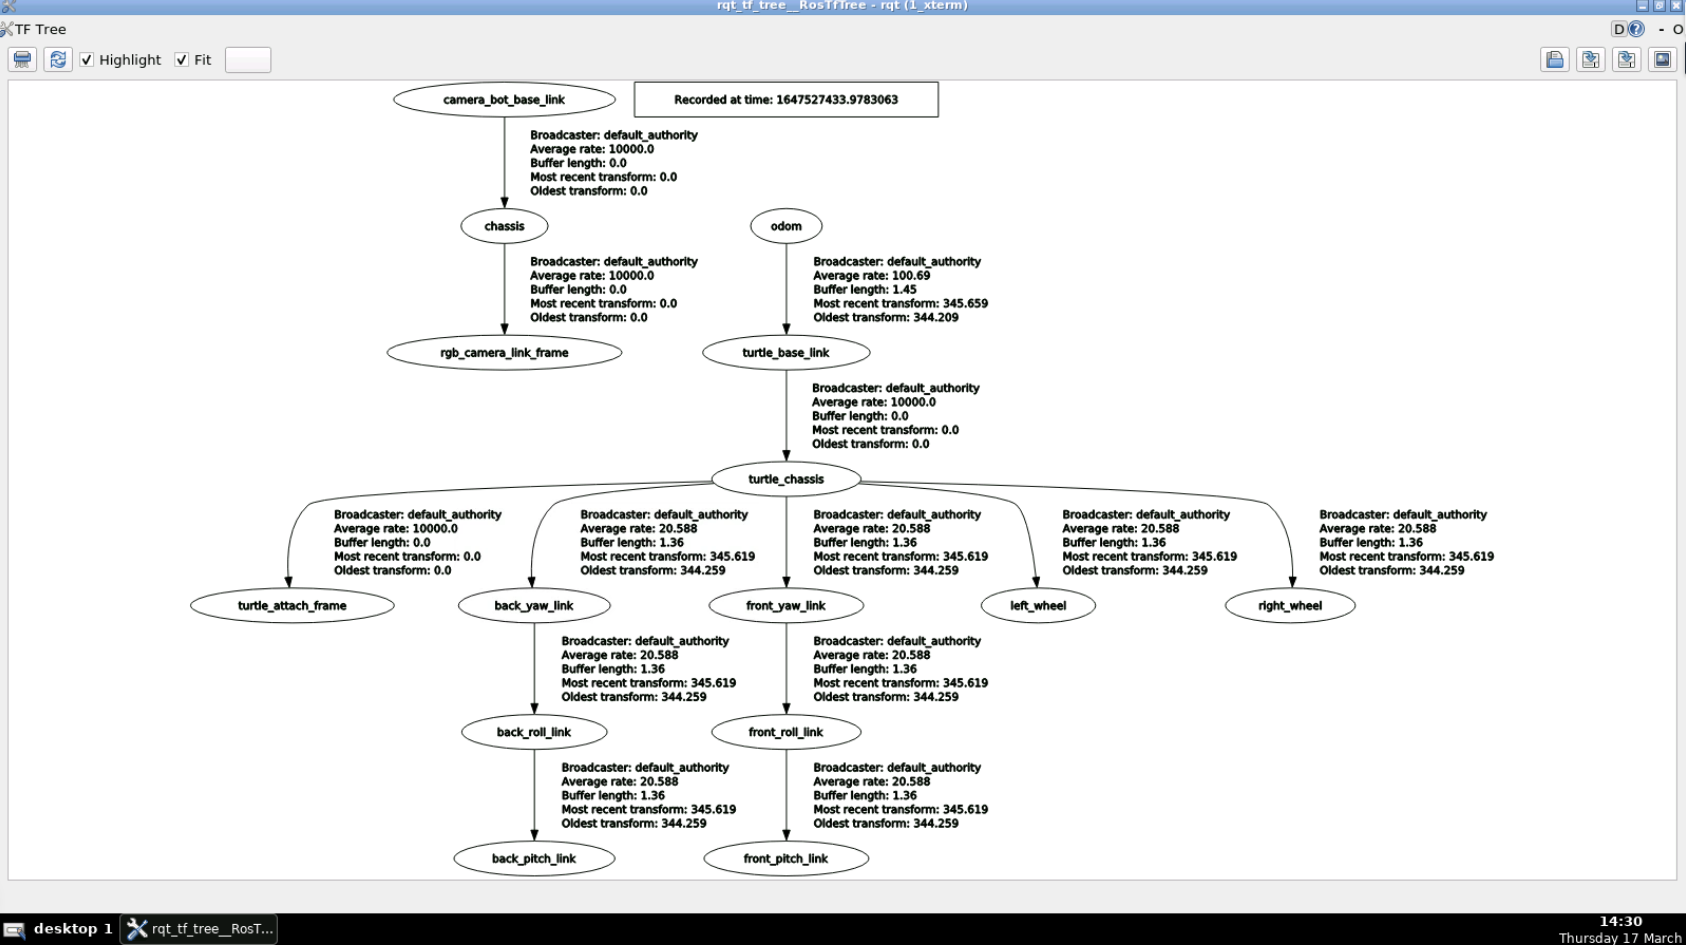 rqt_tf_tree__RosTfTree - rqt (1_xterm)
TF Tree
D
- O
Highlight
Fit
camera_bot_base_link
Recorded at time: 1647527433.9783063
Broadcaster: default_authority
Average rate: 10000.0
Buffer length: 0.0
Most recent transform: 0.0
Oldest transform: 0.0
chassis
odom
Broadcaster: default_authority
Average rate: 10000.0
Buffer length: 0.0
Most recent transform: 0.0
Oldest transform: 0.0
Broadcaster: default_authority
Average rate: 100.69
Buffer length: 1.45
Most recent transform: 345.659
Oldest transform: 344.209
rgb_camera_link_frame
turtle_base_link
Broadcaster: default_authority
Average rate: 10000.0
Buffer length: 0.0
Most recent transform: 0.0
Oldest transform: 0.0
turtle_chassis
Broadcaster: default_authority
Average rate: 10000.0
Buffer length: 0.0
Most recent transform: 0.0
Oldest transform: 0.0
Broadcaster: default_authority
Average rate: 20.588
Buffer length: 1.36
Most recent transform: 345.619
Oldest transform: 344.259
Broadcaster: default_authority
Average rate: 20.588
Buffer length: 1.36
Most recent transform: 345.619
Oldest transform: 344.259
Broadcaster: default_authority
Average rate: 20.588
Buffer length: 1.36
Most recent transform: 345.619
Oldest transform: 344.259
Broadcaster: default_authority
Average rate: 20.588
Buffer length: 1.36
Most recent transform: 345.619
Oldest transform: 344.259
turtle_attach_frame
back_yaw_link
front_yaw_link
left_wheel
right_wheel
Broadcaster: default_authority
Average rate: 20.588
Buffer length: 1.36
Most recent transform: 345.619
Oldest transform: 344.259
Broadcaster: default_authority
Average rate: 20.588
Buffer length: 1.36
Most recent transform: 345.619
Oldest transform: 344.259
back_roll_link
front_roll_link
Broadcaster: default_authority
Average rate: 20.588
Buffer length: 1.36
Most recent transform: 345.619
Oldest transform: 344.259
Broadcaster: default_authority
Average rate: 20.588
Buffer length: 1.36
Most recent transform: 345.619
Oldest transform: 344.259
back_pitch_link
front_pitch_link
desktop 1
rqt_tf_tree__RosT...
14:30
Thursday 17 March